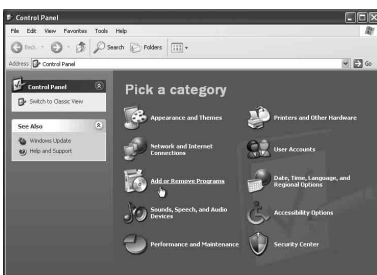 Control Panel
File Edit View Favorites Tools Help
Back Search Folders
Address Control Panel Go
Control Panel
Switch to Classic View
See Also
Windows Update
Help and Support
Pick a category
Appearance and Themes
Printers and Other Hardware
Network and Internet
Connections
User Accounts
Add or Remove Programs
Date, Time, Language, and
Regional Options
Sounds, Speech, and Audio
Devices
Accessibility Options
Performance and Maintenance
Security Center